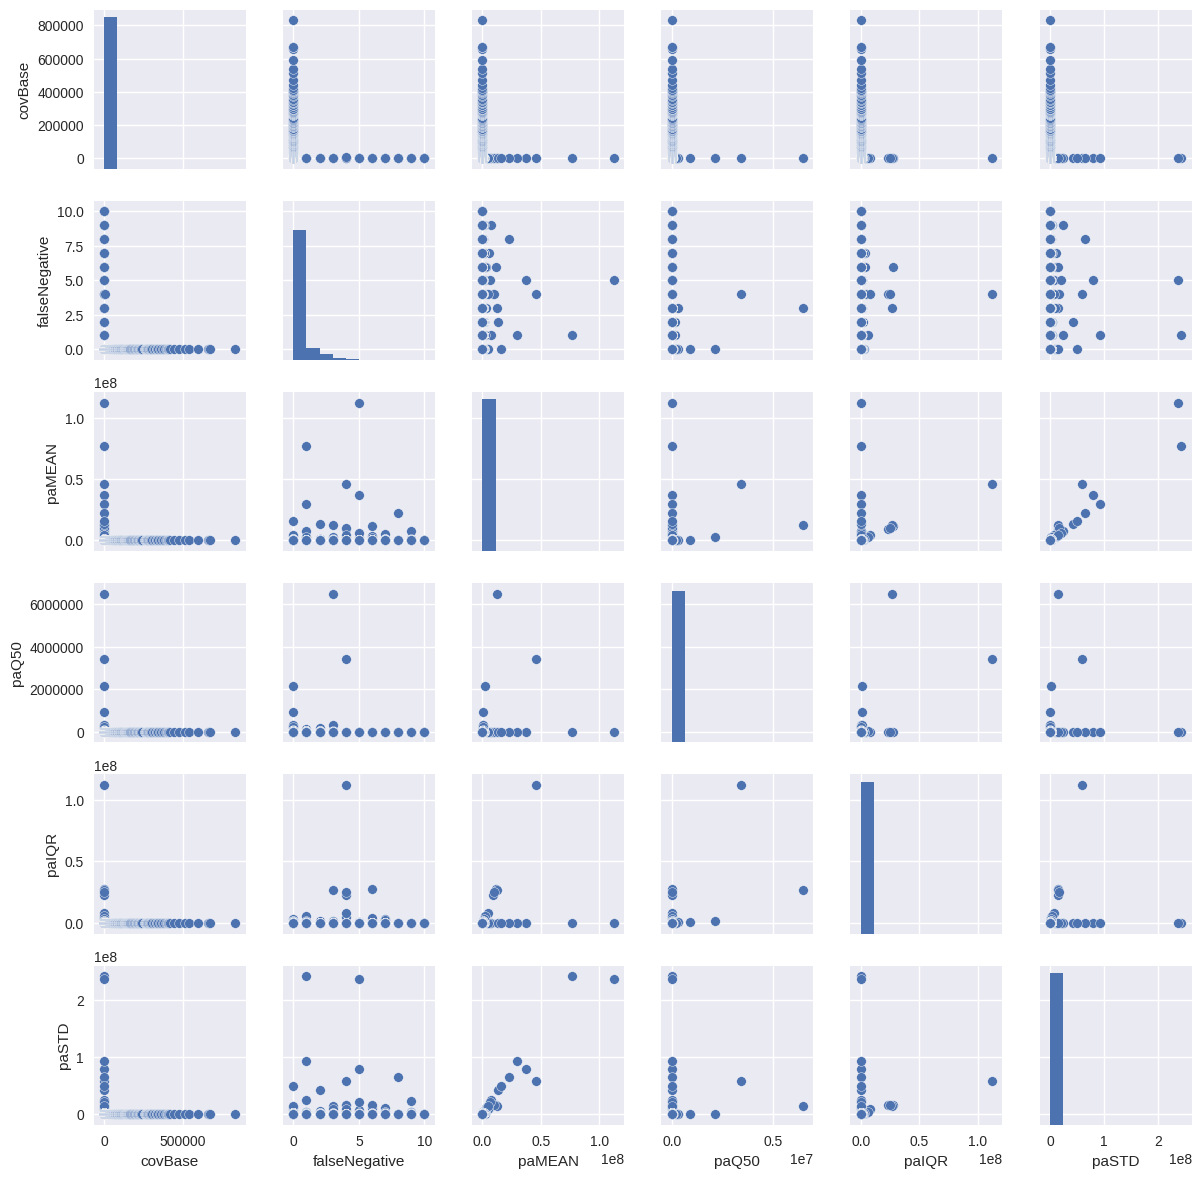 800000
600000
400000
200000
0
covBase
10.0
7.5
5.0
2.5
0.0
falseNegative
1e8
1.0
0.5
0.0
paMEAN
6000000
4000000
2000000
0
paQ50
1e8
1.0
0.5
0.0
paIQR
1e8
2
1
0
paSTD
0 500000 0 5 10 0.0 0.5 1.0 0.0 0.5 0.0 0.5 1.0 0 1 2
1e8 1e7 1e8 1e8
covBase falseNegative paMEAN paQ50 paIQR paSTD